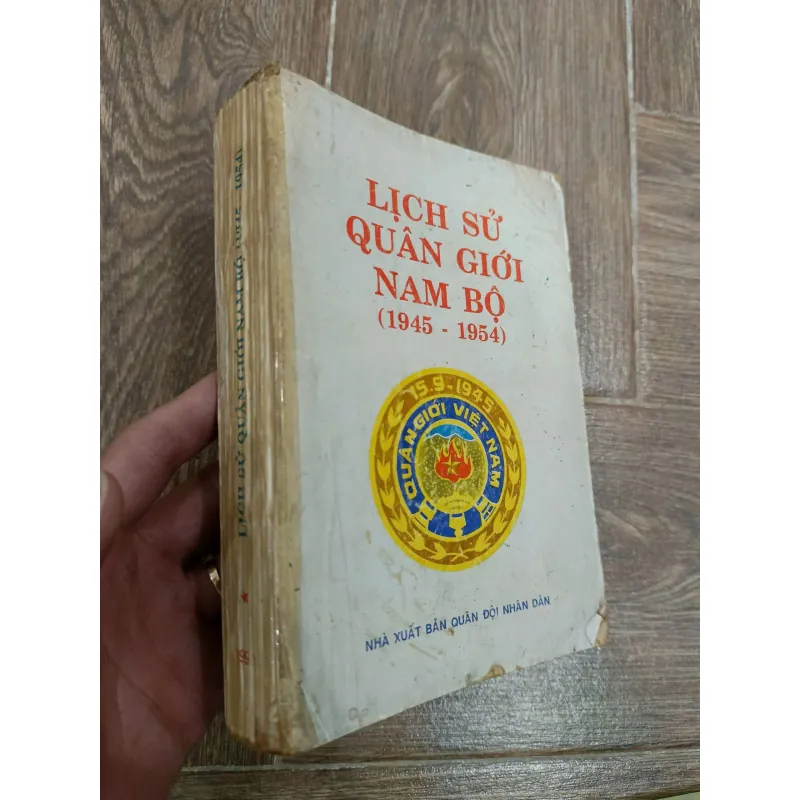 LỊCH SỬ
QUÂN GIỚI
NAM BỘ
(1945 - 1954)
15.9-1945
QUÂN GIỚI VIỆT NAM
NHÀ XUẤT BẢN QUÂN ĐỘI NHÂN DÂN
LỊCH SỬ QUÂN GIỚI NAM BỘ (1945 - 1954)